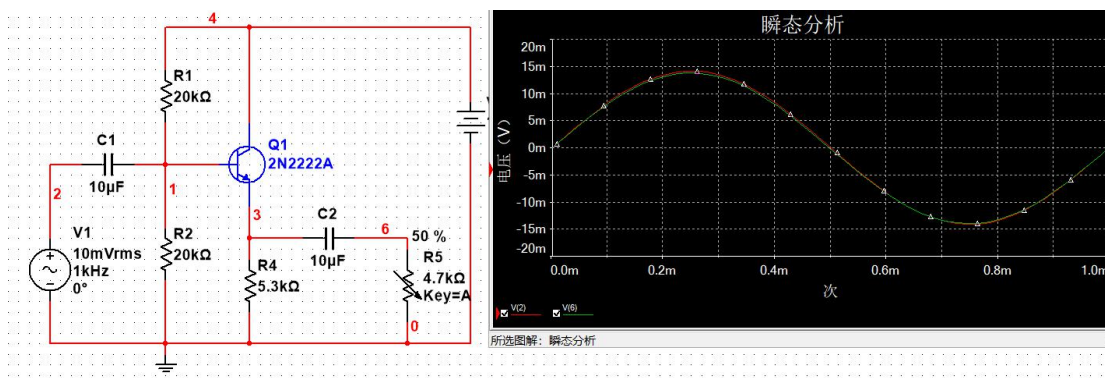 4
R1
20kΩ
C1
10µF
2
1
Q1
2N2222A
3
C2
10µF
6
50 %
V1
10mVrms
1kHz
0°
R2
20kΩ
R4
5.3kΩ
R5
4.7kΩ
Key=A
0
瞬态分析
电压（V）
20m
15m
10m
5m
0m
-5m
-10m
-15m
-20m
0.0m
0.2m
0.4m
0.6m
0.8m
1.0m
次
V(2)
V(6)
所选图解：瞬态分析